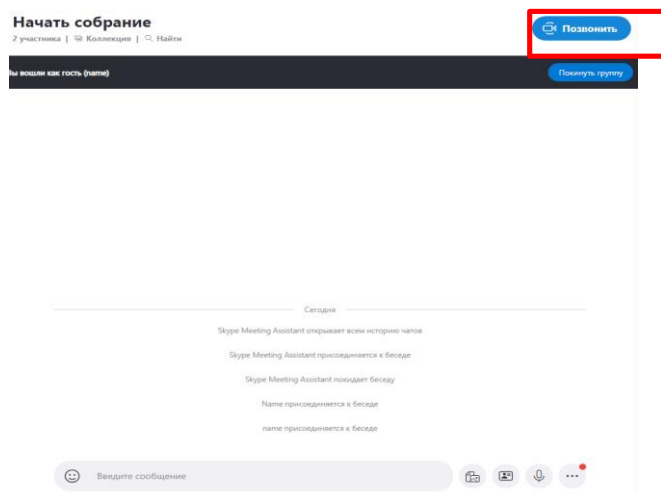 Начать собрание
Позвонить
2 участника | Коллекция | Найти
Вы вошли как гость (name)
Покинуть группу
Сегодня
Skype Meeting Assistant открывает всем историю чатов
Skype Meeting Assistant присоединяется к беседе
Skype Meeting Assistant покидает беседу
Name присоединяется к беседе
name присоединяется к беседе
Введите сообщение